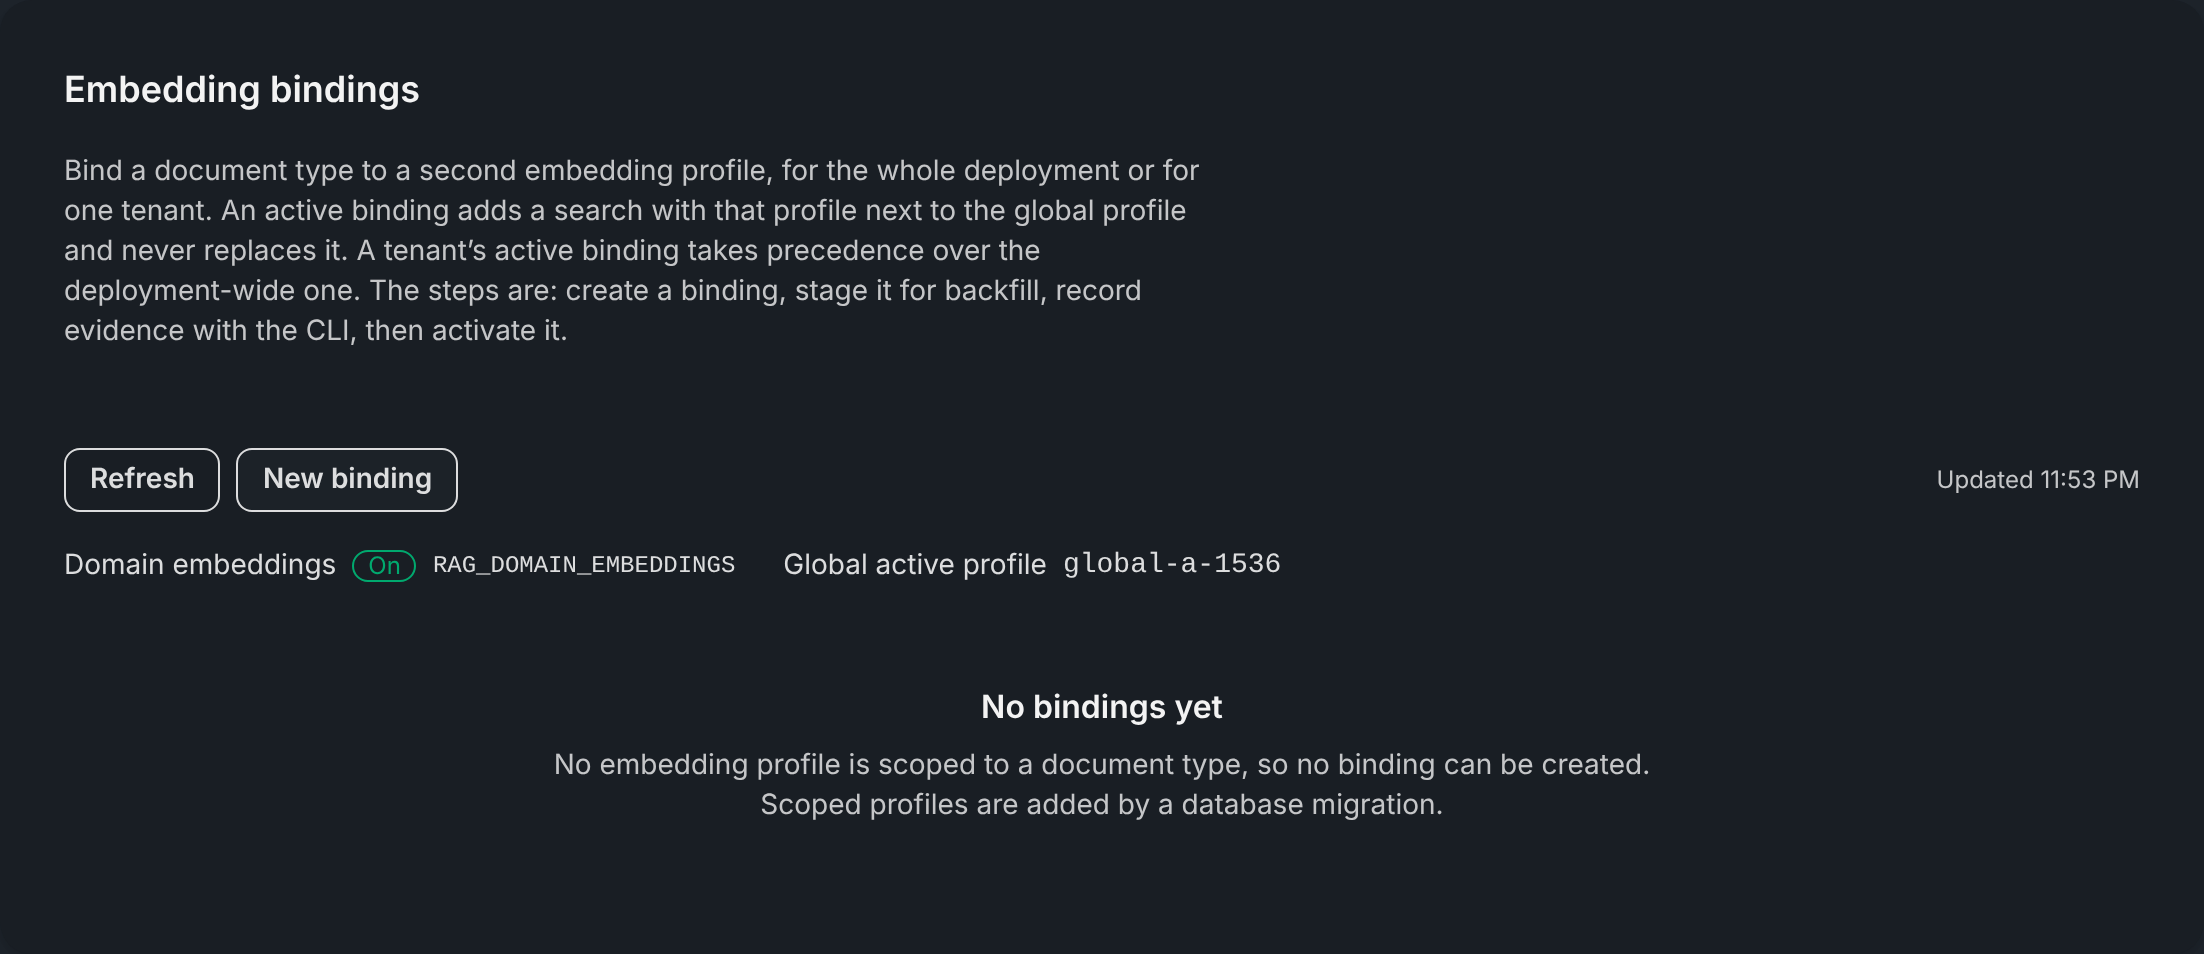 Embedding bindings
Bind a document type to a second embedding profile, for the whole deployment or for
one tenant. An active binding adds a search with that profile next to the global profile
and never replaces it. A tenant’s active binding takes precedence over the
deployment-wide one. The steps are: create a binding, stage it for backfill, record
evidence with the CLI, then activate it.
Refresh New binding Updated 11:53 PM
Domain embeddings On RAG_DOMAIN_EMBEDDINGS Global active profile global-a-1536
No bindings yet
No embedding profile is scoped to a document type, so no binding can be created.
Scoped profiles are added by a database migration.